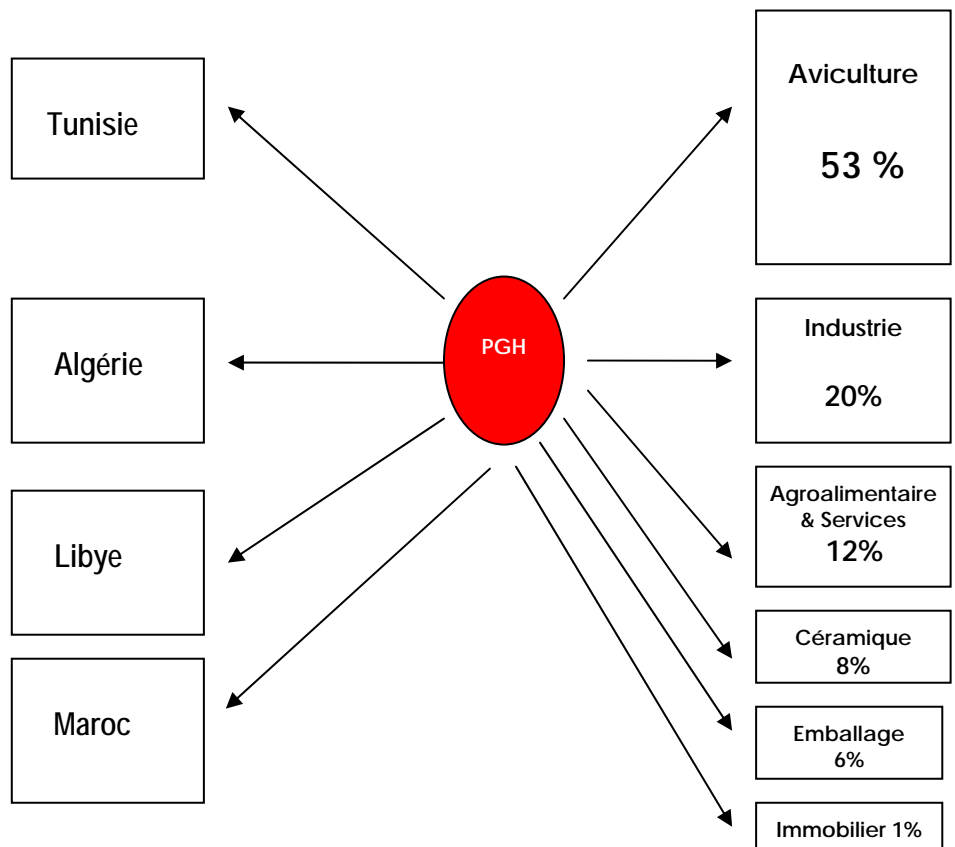 Tunisie
Algérie
Libye
Maroc
PGH
Aviculture
53 %
Industrie
20%
Agroalimentaire
& Services
12%
Céramique
8%
Emballage
6%
Immobilier 1%